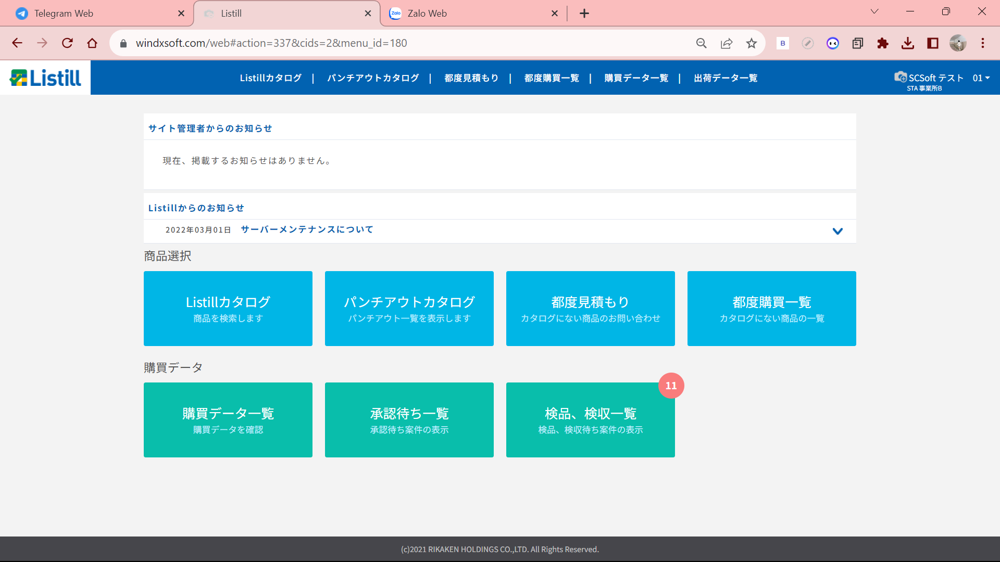 Telegram Web
Listill
Zalo Web
windxsoft.com/web#action=337&cids=2&menu_id=180
Listill
Listillカタログ | パンチアウトカタログ | 都度見積もり | 都度購買一覧 | 購買データ一覧 | 出荷データ一覧
SCSoft テスト 01
STA 事業所B
サイト管理者からのお知らせ
現在、掲載するお知らせはありません。
Listillからのお知らせ
2022年03月01日 サーバーメンテナンスについて
商品選択
Listillカタログ
商品を検索します
パンチアウトカタログ
パンチアウト一覧を表示します
都度見積もり
カタログにない商品のお問い合わせ
都度購買一覧
カタログにない商品の一覧
購買データ
購買データ一覧
購買データを確認
承認待ち一覧
承認待ち案件の表示
11
検品、検収一覧
検品、検収待ち案件の表示
(c)2021 RIKAKEN HOLDINGS CO.,LTD. All Rights Reserved.